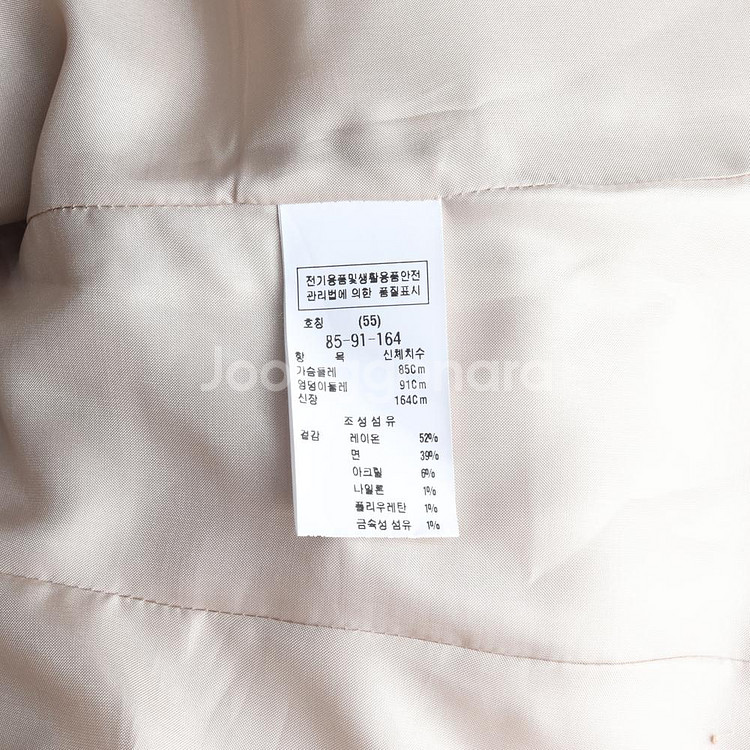 전기용품및생활용품안전
관리법에 의한 품질표시
호칭 (55)
85-91-164
항 목 신체치수
가슴둘레 85Cm
엉덩이둘레 91Cm
신장 164Cm
조성섬유
겉감 레이온 52%
면 39%
아크릴 6%
나일론 1%
폴리우레탄 1%
금속성 섬유 1%
Joonggonara